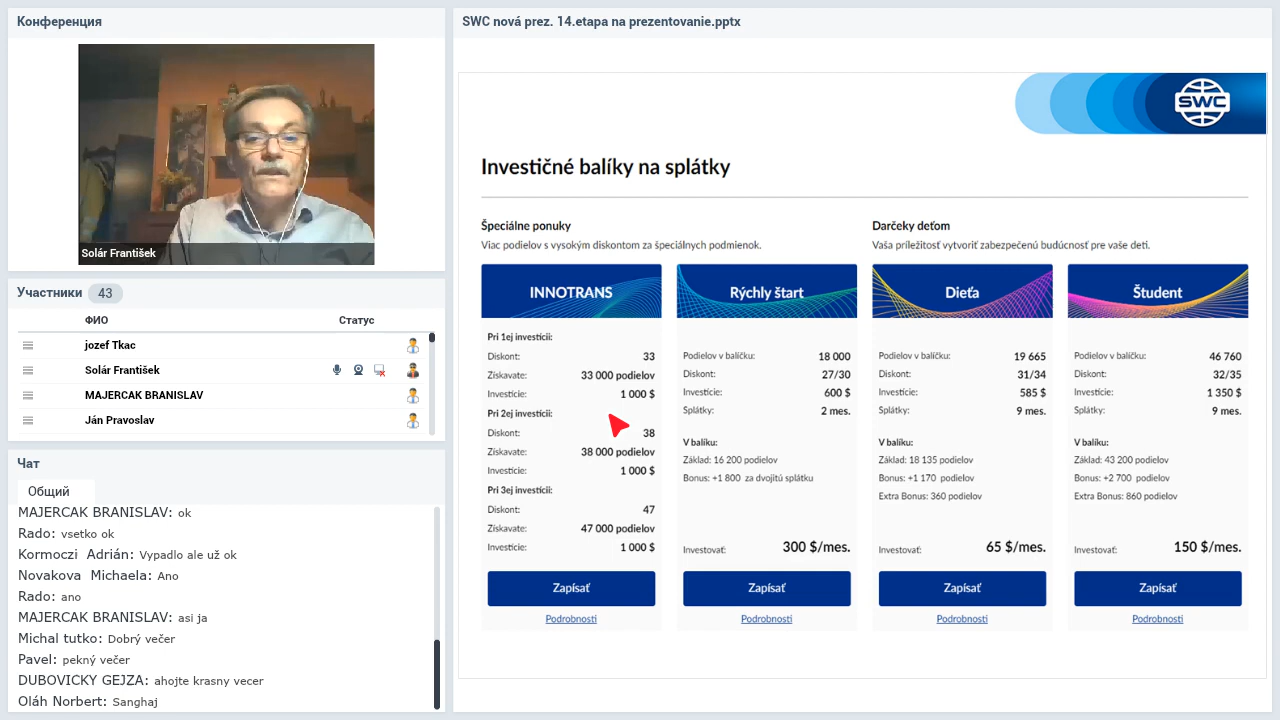 Конференция
Solár František
Участники 43
ФИО Статус
jozef Tkac
Solár František
MAJERCAK BRANISLAV
Ján Pravoslav
Чат
Общий
MAJERCAK BRANISLAV: ok
Rado: vsetko ok
Kormoczi Adrián: Vypadlo ale už ok
Novakova Michaela: Ano
Rado: ano
MAJERCAK BRANISLAV: asi ja
Michal tutko: Dobrý večer
Pavel: pekný večer
DUBOVICKY GEJZA: ahojte krasny vecer
Oláh Norbert: Sanghaj
SWC nová prez. 14.etapa na prezentovanie.pptx
SWC
Investičné balíky na splátky
Špeciálne ponuky
Viac podielov s vysokým diskontom za špeciálnych podmienok.
Darčeky deťom
Vaša príležitosť vytvoriť zabezpečenú budúcnosť pre vaše deti.
INNOTRANS
Pri 1ej investícii:
Diskont: 33
Získavate: 33 000 podielov
Investície: 1 000 $
Pri 2ej investícii:
Diskont: 38
Získavate: 38 000 podielov
Investície: 1 000 $
Pri 3ej investícii:
Diskont: 47
Získavate: 47 000 podielov
Investície: 1 000 $
Zapísať
Podrobnosti
Rýchly štart
Podielov v balíčku: 18 000
Diskont: 27/30
Investície: 600 $
Splátky: 2 mes.
V balíku:
Základ: 16 200 podielov
Bonus: +1 800 za dvojitú splátku
Investovať: 300 $/mes.
Zapísať
Podrobnosti
Dieťa
Podielov v balíčku: 19 665
Diskont: 31/34
Investície: 585 $
Splátky: 9 mes.
V balíku:
Základ: 18 135 podielov
Bonus: +1 170 podielov
Extra Bonus: 360 podielov
Investovať: 65 $/mes.
Zapísať
Podrobnosti
Študent
Podielov v balíčku: 46 760
Diskont: 32/35
Investície: 1 350 $
Splátky: 9 mes.
V balíku:
Základ: 43 200 podielov
Bonus: +2 700 podielov
Extra Bonus: 860 podielov
Investovať: 150 $/mes.
Zapísať
Podrobnosti